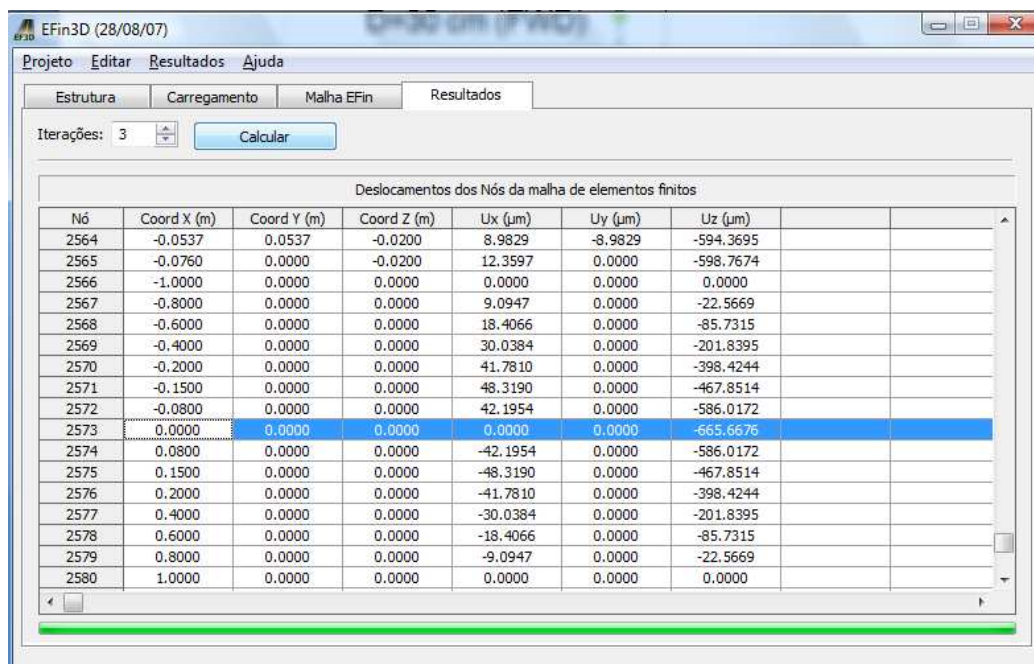 D=30 cm (FWD)
EFin3D (28/08/07)
Projeto Editar Resultados Ajuda
Estrutura Carregamento Malha EFin Resultados
Iterações: 3 Calcular
Deslocamentos dos Nós da malha de elementos finitos
Nó Coord X (m) Coord Y (m) Coord Z (m) Ux (µm) Uy (µm) Uz (µm)
2564 -0.0537 0.0537 -0.0200 8.9829 -8.9829 -594.3695
2565 -0.0760 0.0000 -0.0200 12.3597 0.0000 -598.7674
2566 -1.0000 0.0000 0.0000 0.0000 0.0000 0.0000
2567 -0.8000 0.0000 0.0000 9.0947 0.0000 -22.5669
2568 -0.6000 0.0000 0.0000 18.4066 0.0000 -85.7315
2569 -0.4000 0.0000 0.0000 30.0384 0.0000 -201.8395
2570 -0.2000 0.0000 0.0000 41.7810 0.0000 -398.4244
2571 -0.1500 0.0000 0.0000 48.3190 0.0000 -467.8514
2572 -0.0800 0.0000 0.0000 42.1954 0.0000 -586.0172
2573 0.0000 0.0000 0.0000 0.0000 0.0000 -665.6676
2574 0.0800 0.0000 0.0000 -42.1954 0.0000 -586.0172
2575 0.1500 0.0000 0.0000 -48.3190 0.0000 -467.8514
2576 0.2000 0.0000 0.0000 -41.7810 0.0000 -398.4244
2577 0.4000 0.0000 0.0000 -30.0384 0.0000 -201.8395
2578 0.6000 0.0000 0.0000 -18.4066 0.0000 -85.7315
2579 0.8000 0.0000 0.0000 -9.0947 0.0000 -22.5669
2580 1.0000 0.0000 0.0000 0.0000 0.0000 0.0000